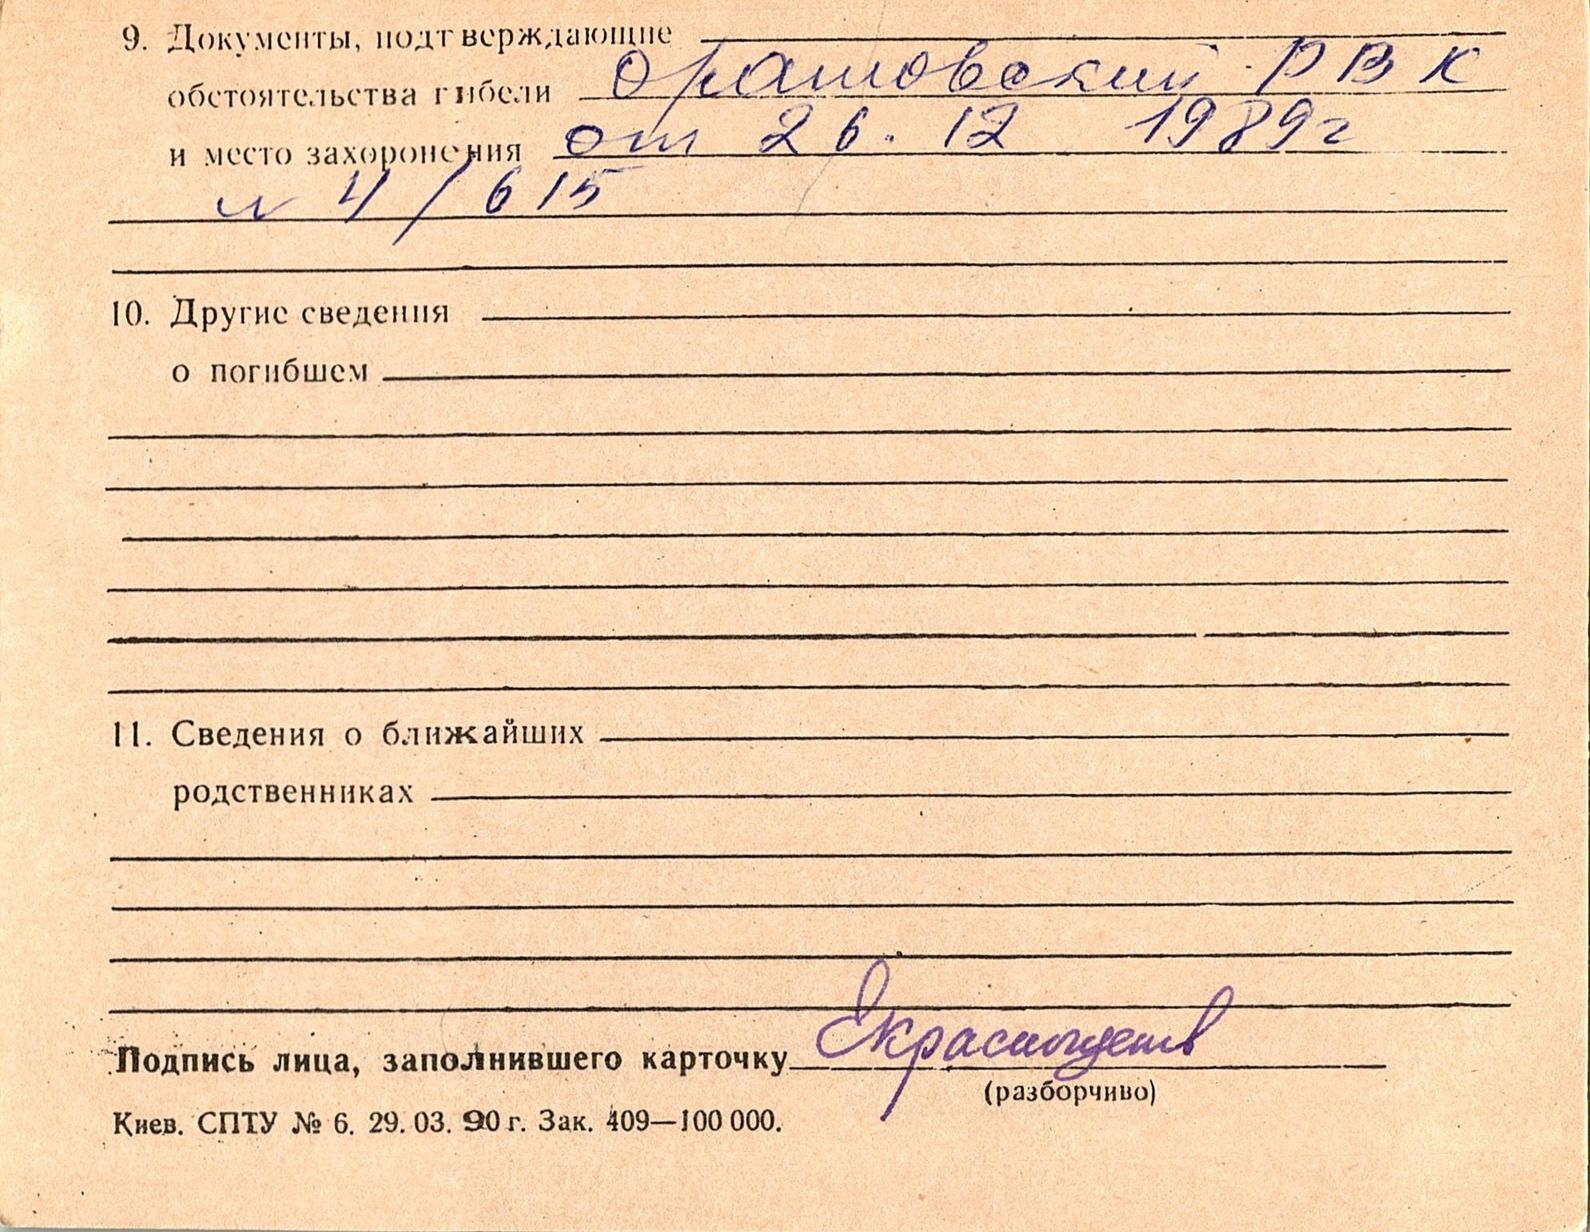 9. Документы, подтверждающие
обстоятельства гибели Оратовский РВК
и место захоронения от 26.12 1989г
№ 4/615
10. Другие сведения
о погибшем
11. Сведения о ближайших
родственниках
Подпись лица, заполнившего карточку
(разборчиво)
Киев. СПТУ № 6. 29.03.90 г. Зак. 409—100 000.